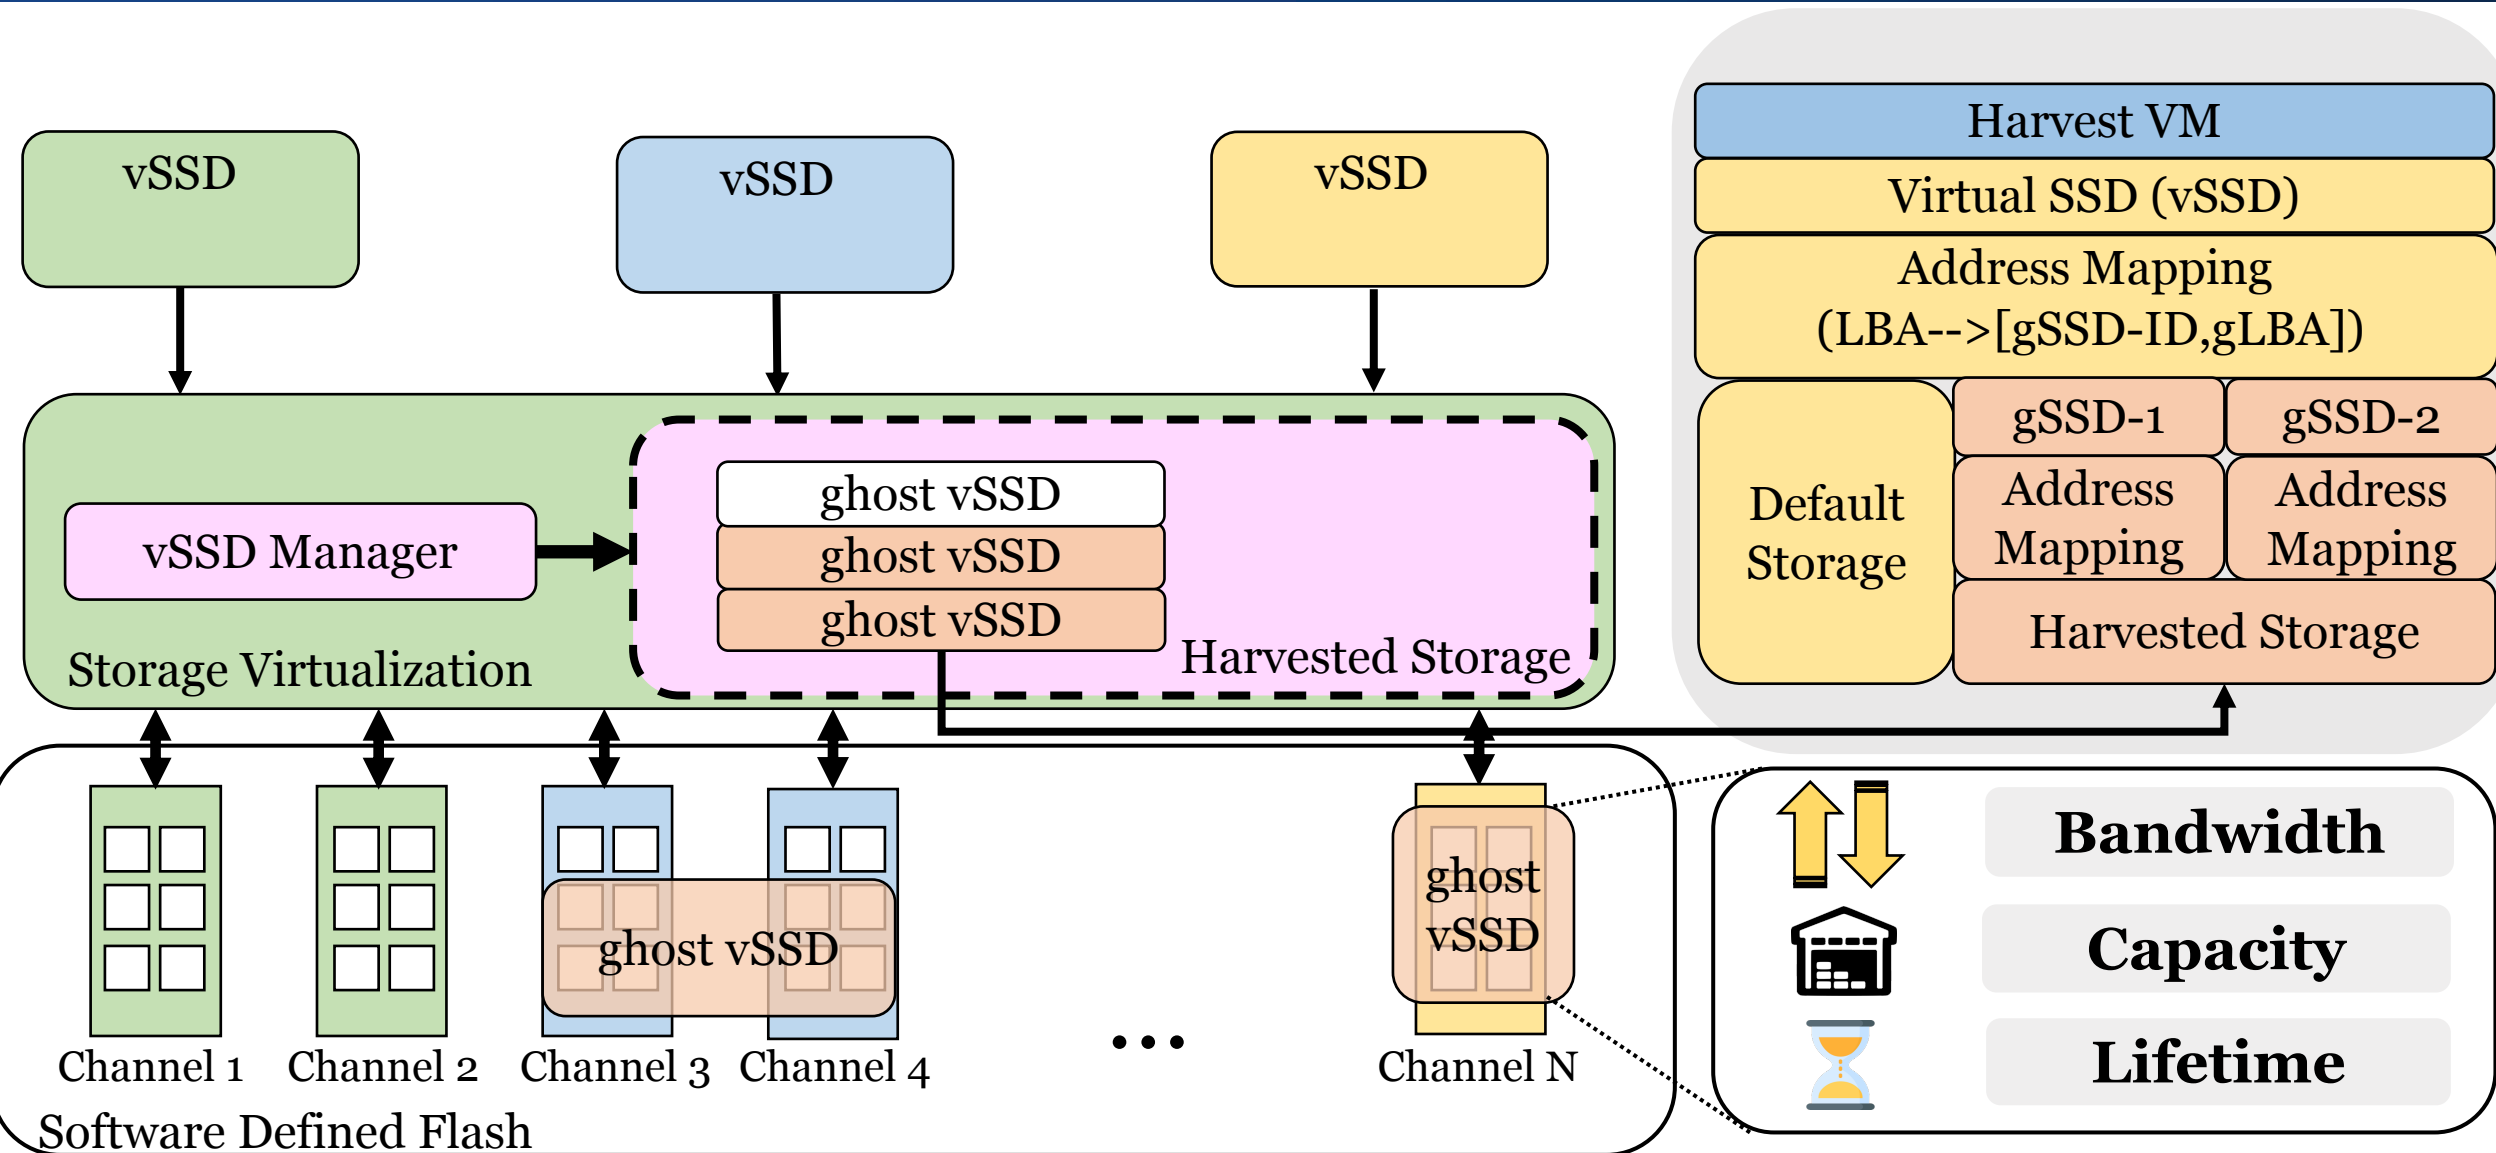 vSSD
vSSD
vSSD
vSSD Manager
Storage Virtualization
ghost vSSD
ghost vSSD
ghost vSSD
Harvested Storage
Harvest VM
Virtual SSD (vSSD)
Address Mapping
(LBA-->[gSSD-ID,gLBA])
Default
Storage
gSSD-1
gSSD-2
Address
Mapping
Address
Mapping
Harvested Storage
ghost vSSD
ghost
vSSD
...
Channel 1
Channel 2
Channel 3
Channel 4
Channel N
Software Defined Flash
Bandwidth
Capacity
Lifetime